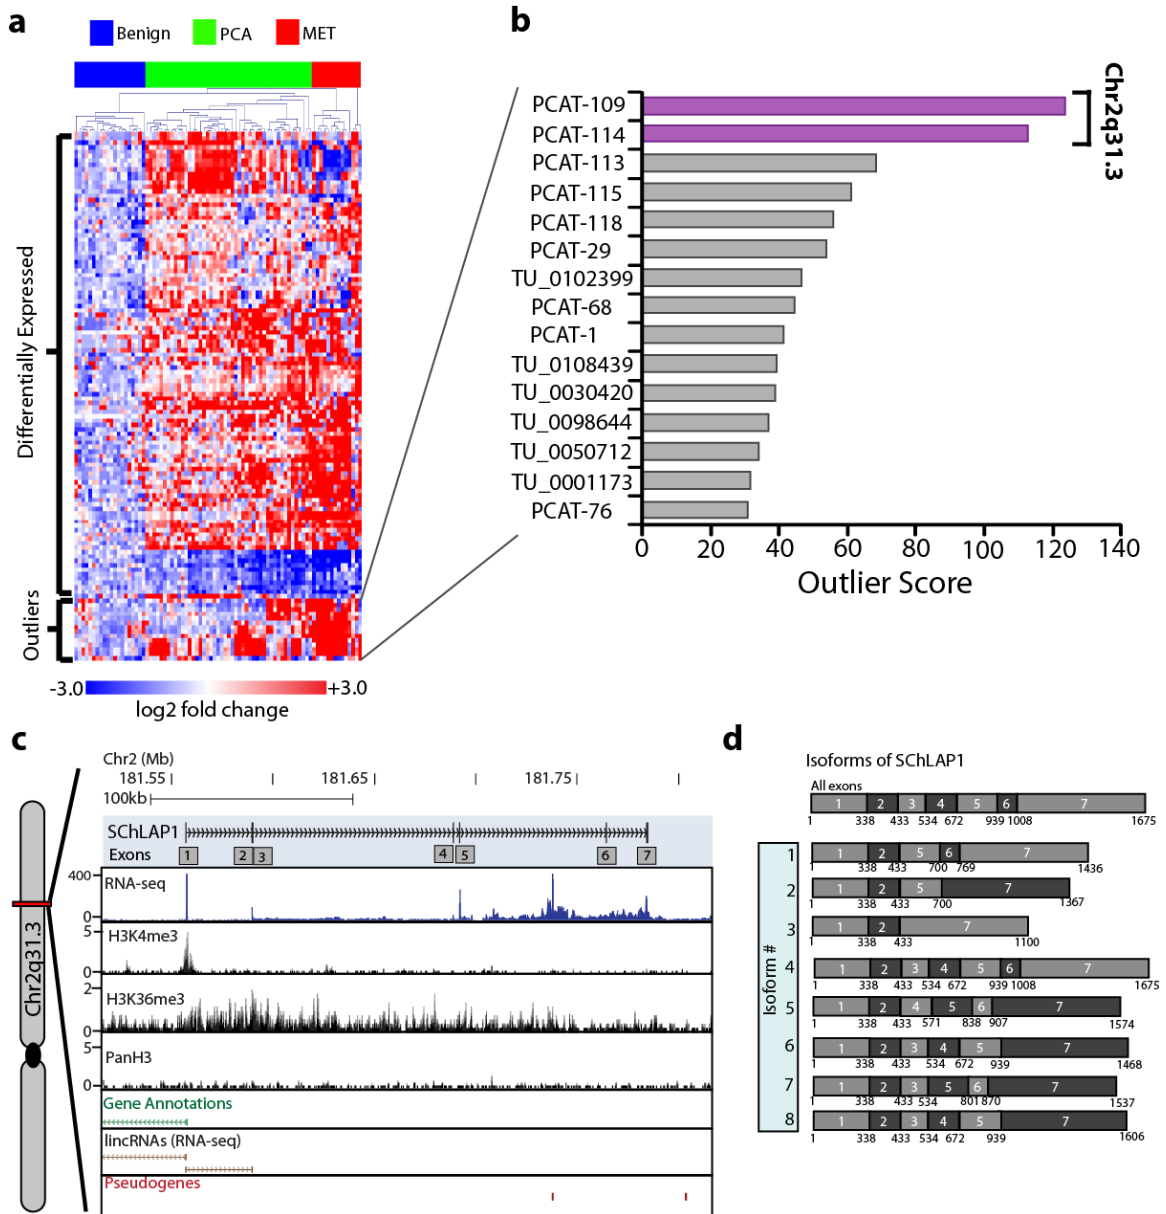 a
Benign PCA MET
Differentially Expressed
Outliers
-3.0 +3.0
log2 fold change
b
Chr2q31.3
PCAT-109
PCAT-114
PCAT-113
PCAT-115
PCAT-118
PCAT-29
TU_0102399
PCAT-68
PCAT-1
TU_0108439
TU_0030420
TU_0098644
TU_0050712
TU_0001173
PCAT-76
0 20 40 60 80 100 120 140
Outlier Score
c
Chr2q31.3
Chr2 (Mb)
181.55 181.65 181.75
100kb
SChLAP1
Exons 1 2 3 4 5 6 7
400
RNA-seq
0
5
H3K4me3
0
2
H3K36me3
0
5
PanH3
0
Gene Annotations
lincRNAs (RNA-seq)
Pseudogenes
d
Isoforms of SChLAP1
All exons
1 2 3 4 5 6 7
1 338 433 534 672 939 1008 1675
Isoform #
1 1 2 5 6 7
1 338 433 700 769 1436
2 1 2 5 7
1 338 433 700 1367
3 1 2 7
1 338 433 1100
4 1 2 3 4 5 6 7
1 338 433 534 672 939 1008 1675
5 1 2 4 5 6 7
1 338 433 571 838 907 1574
6 1 2 3 4 5 7
1 338 433 534 672 939 1468
7 1 2 3 5 6 7
1 338 433 534 801 870 1537
8 1 2 3 4 5 7
1 338 433 534 672 939 1606